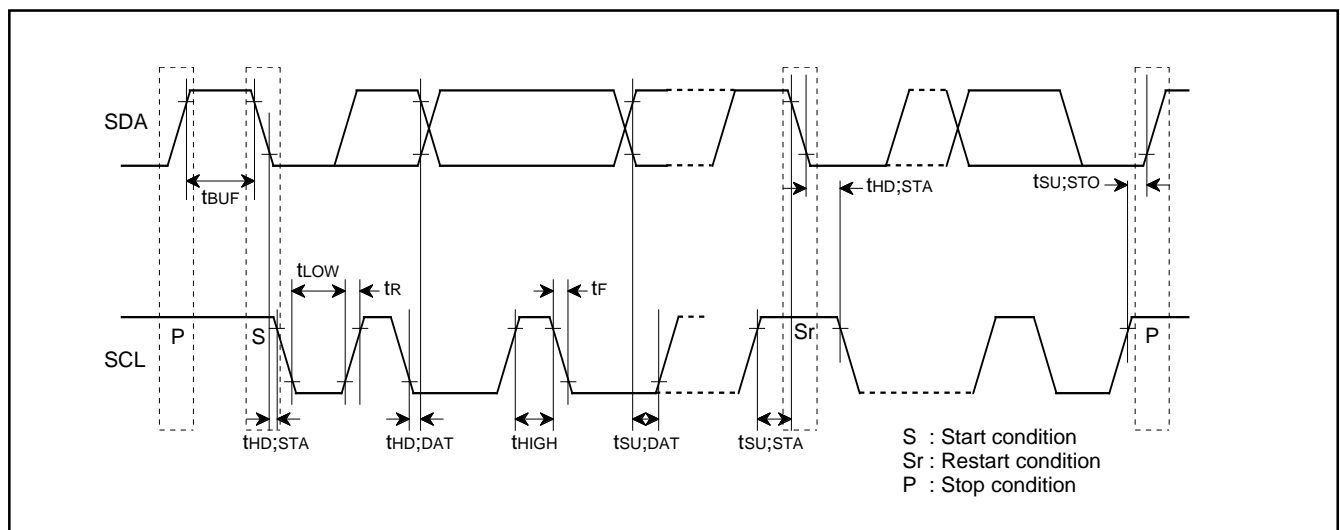 SDA
tBUF
tHD;STA
tSU;STO
tLOW
tR
tF
P
S
Sr
P
SCL
tHD;STA
tHD;DAT
tHIGH
tSU;DAT
tSU;STA
S : Start condition
Sr : Restart condition
P : Stop condition